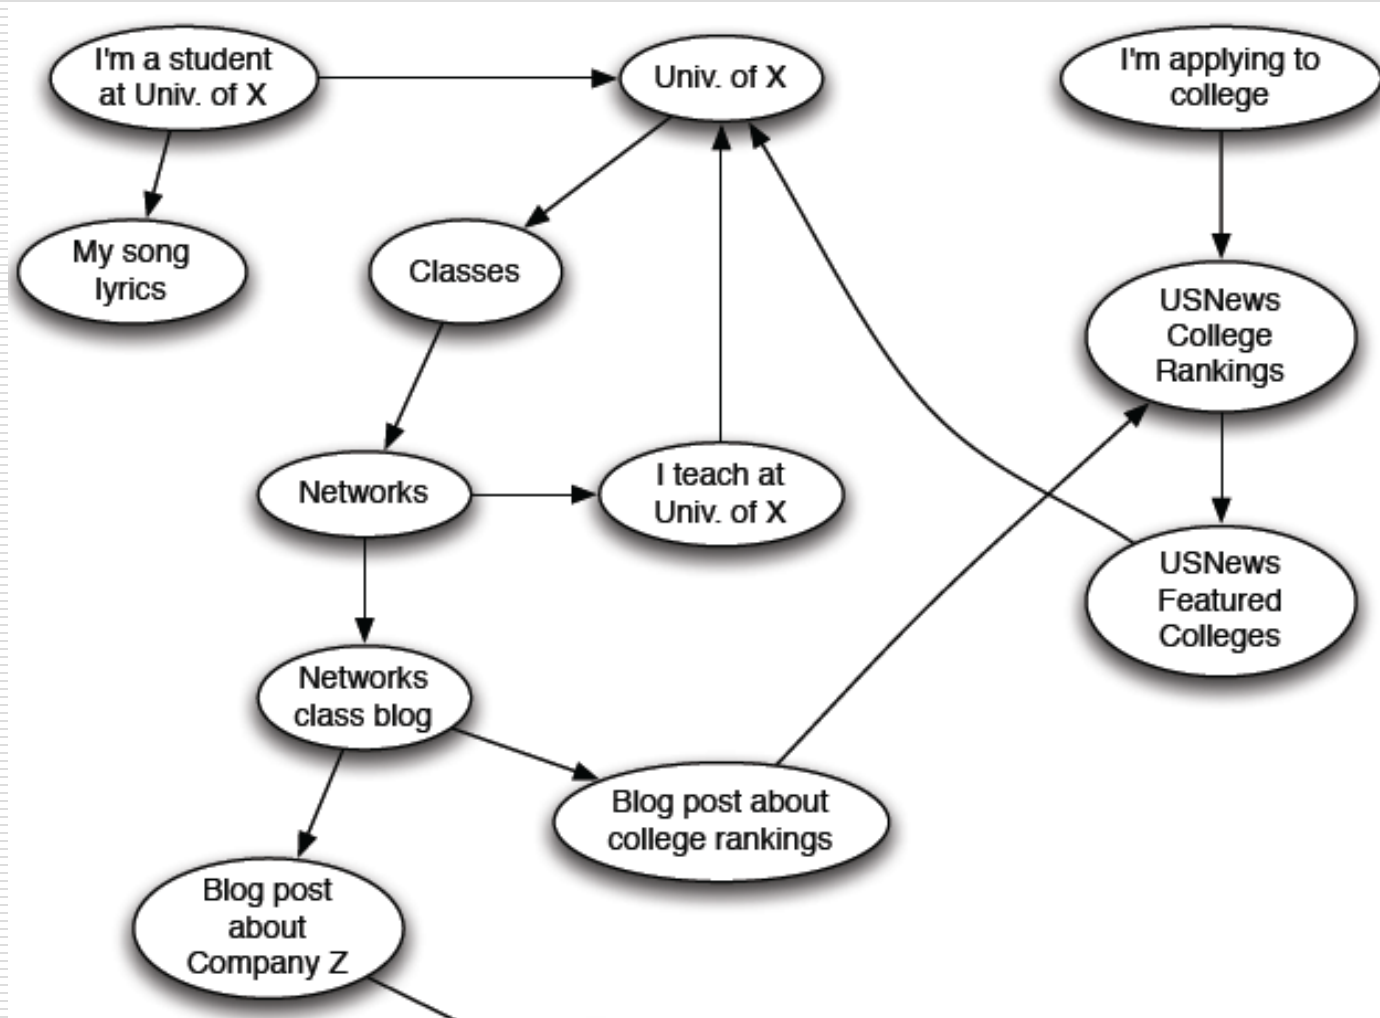 I'm a student
at Univ. of X
Univ. of X
I'm applying to
college
My song
lyrics
Classes
USNews
College
Rankings
Networks
I teach at
Univ. of X
USNews
Featured
Colleges
Networks
class blog
Blog post about
college rankings
Blog post
about
Company Z